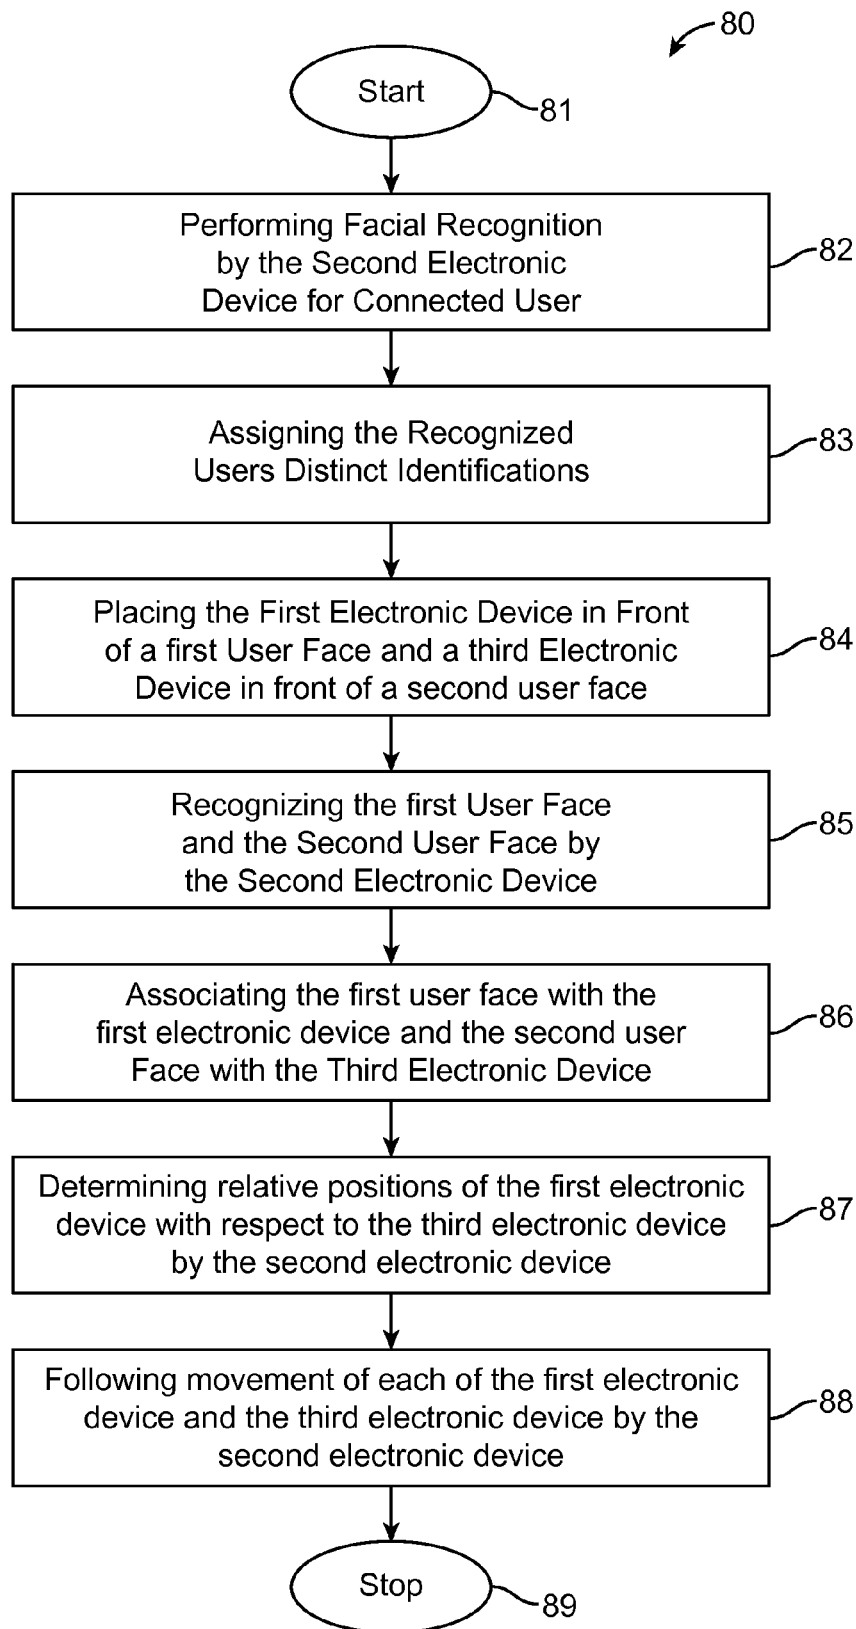 80
Start
81
Performing Facial Recognition
by the Second Electronic
Device for Connected User
82
Assigning the Recognized
Users Distinct Identifications
83
Placing the First Electronic Device in Front
of a first User Face and a third Electronic
Device in front of a second user face
84
Recognizing the first User Face
and the Second User Face by
the Second Electronic Device
85
Associating the first user face with the
first electronic device and the second user
Face with the Third Electronic Device
86
Determining relative positions of the first electronic
device with respect to the third electronic device
by the second electronic device
87
Following movement of each of the first electronic
device and the third electronic device by the
second electronic device
88
Stop
89